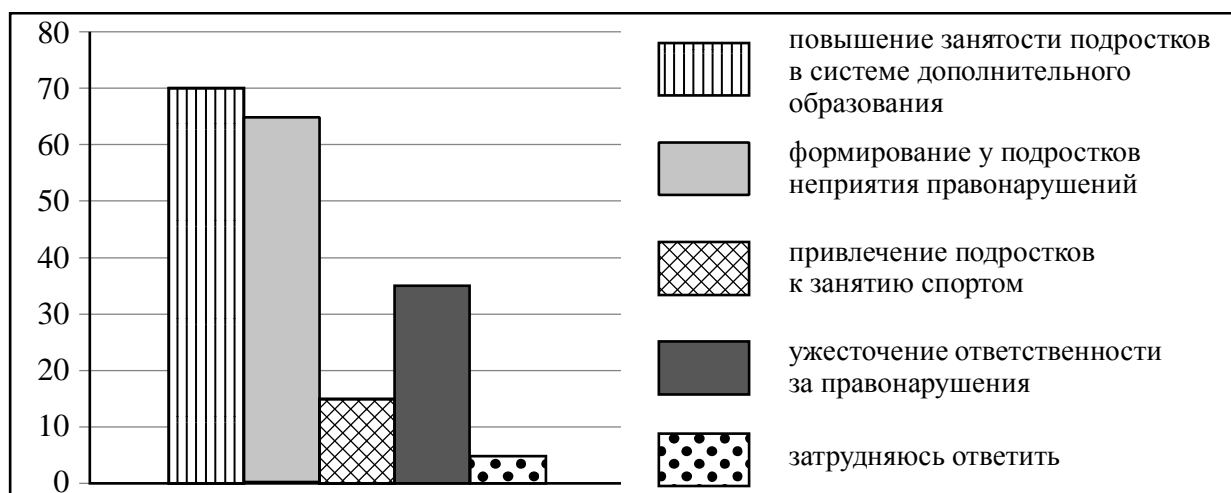 80
70
60
50
40
30
20
10
0
повышение занятости подростков
в системе дополнительного
образования
формирование у подростков
неприятия правонарушений
привлечение подростков
к занятию спортом
ужесточение ответственности
за правонарушения
затрудняюсь ответить